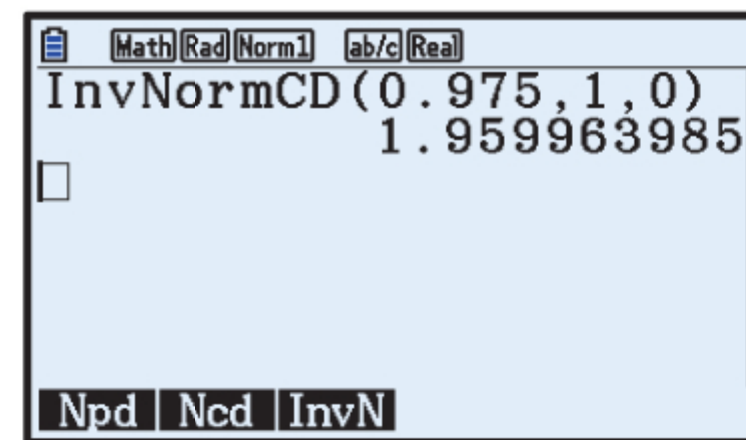 Math Rad Norm1 ab/c Real
InvNormCD(0.975,1,0)
1.959963985
Npd Ncd InvN